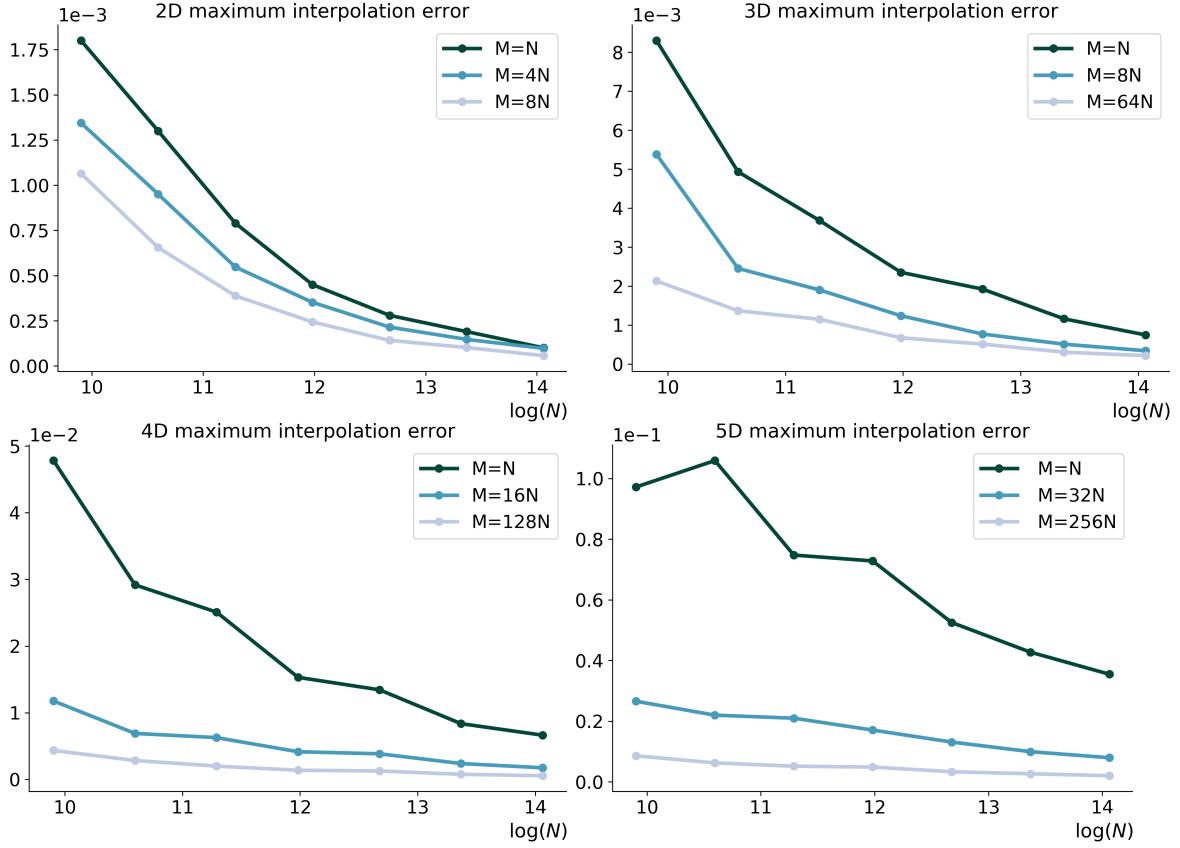 2D maximum interpolation error
1e−3
1.75
1.50
1.25
1.00
0.75
0.50
0.25
0.00
10 11 12 13 14
log(N)
M=N
M=4N
M=8N
3D maximum interpolation error
1e−3
8
7
6
5
4
3
2
1
0
10 11 12 13 14
log(N)
M=N
M=8N
M=64N
4D maximum interpolation error
1e−2
5
4
3
2
1
0
10 11 12 13 14
log(N)
M=N
M=16N
M=128N
5D maximum interpolation error
1e−1
1.0
0.8
0.6
0.4
0.2
0.0
10 11 12 13 14
log(N)
M=N
M=32N
M=256N